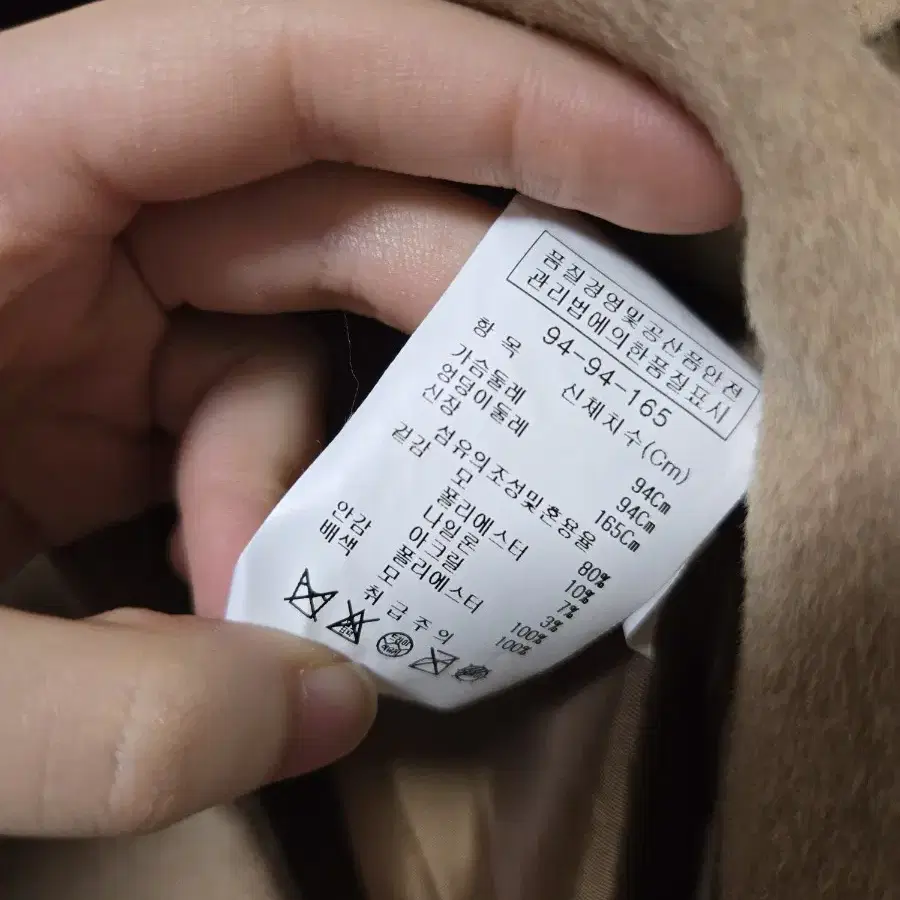 품질경영및공산품안전
관리법에의한품질표시
94-94-165
항 목 신체치수(Cm)
가슴둘레 94Cm
엉덩이둘레 94Cm
신장 165Cm
섬유의조성및혼용율
겉감 모 80%
폴리에스터 10%
나일론 7%
아크릴 3%
안감 폴리에스터 100%
배색 모 100%
취급주의
드라이